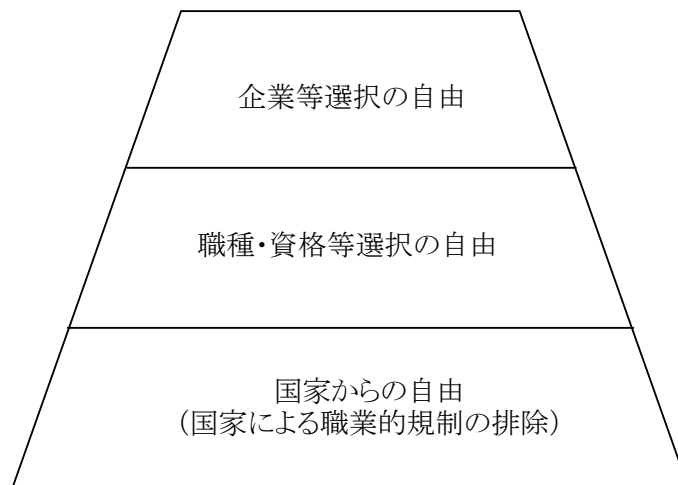 企業等選択の自由
職種・資格等選択の自由
国家からの自由
(国家による職業的規制の排除)